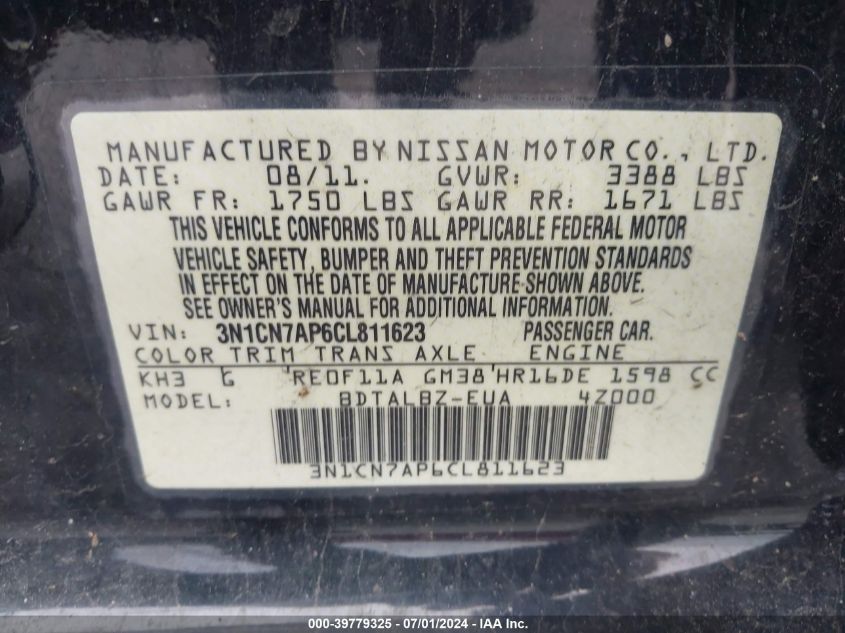 MANUFACTURED BY NISSAN MOTOR CO., LTD.
DATE: 08/11. GVWR: 3388 LBS
GAWR FR: 1750 LBS GAWR RR: 1671 LBS
THIS VEHICLE CONFORMS TO ALL APPLICABLE FEDERAL MOTOR
VEHICLE SAFETY, BUMPER AND THEFT PREVENTION STANDARDS
IN EFFECT ON THE DATE OF MANUFACTURE SHOWN ABOVE.
SEE OWNER'S MANUAL FOR ADDITIONAL INFORMATION.
VIN: 3N1CN7AP6CL811623 PASSENGER CAR.
COLOR TRIM TRANS AXLE ENGINE
KH3 G 'RE0F11A GM38'HR16DE 1598 CC
MODEL: BDTALBZ-EUA 4Z000
3N1CN7AP6CL811623
000-39779325 - 07/01/2024 - IAA Inc.